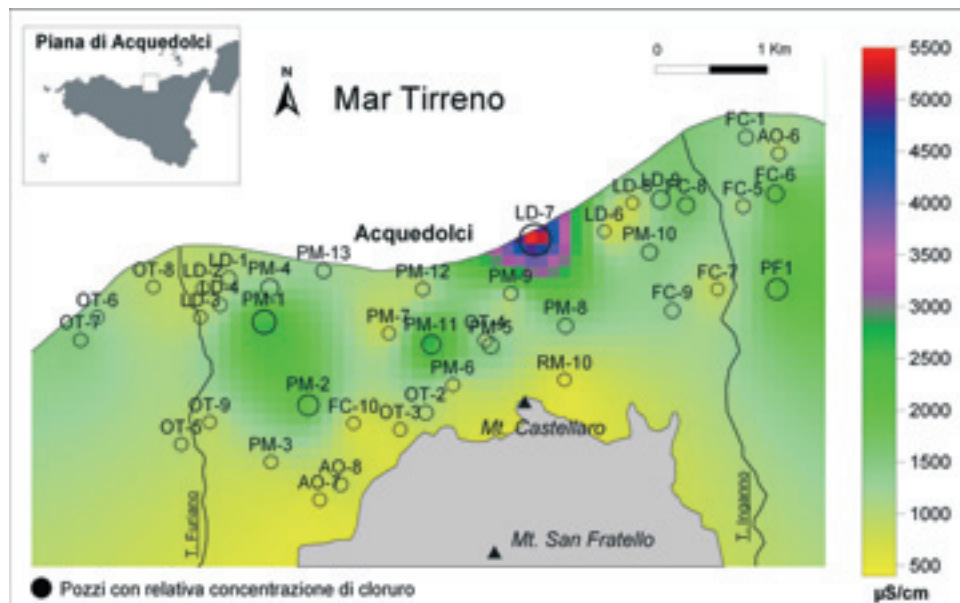 Piana di Acquedolci
N
Mar Tirreno
0 1 Km
5500
5000
4500
4000
3500
3000
2500
2000
1500
1000
500
µS/cm
FC-1
AO-6
FC-6
FC-5
LD-9
FC-8
LD-6
LD-7
Acquedolci
PM-10
PM-13
PM-12
PM-9
OT-8
LD-2
LD-1
PM-4
LD-4
LD-3
PM-1
OT-6
OT-7
PM-7
PM-11
PM-5
PM-8
FC-7
FC-9
PF1
PM-6
RM-10
PM-2
OT-9
OT-5
FC-10
OT-2
OT-3
Mt. Castellaro
PM-3
AO-8
AO-7
T. Furiano
T. Inganno
Mt. San Fratello
Pozzi con relativa concentrazione di cloruro